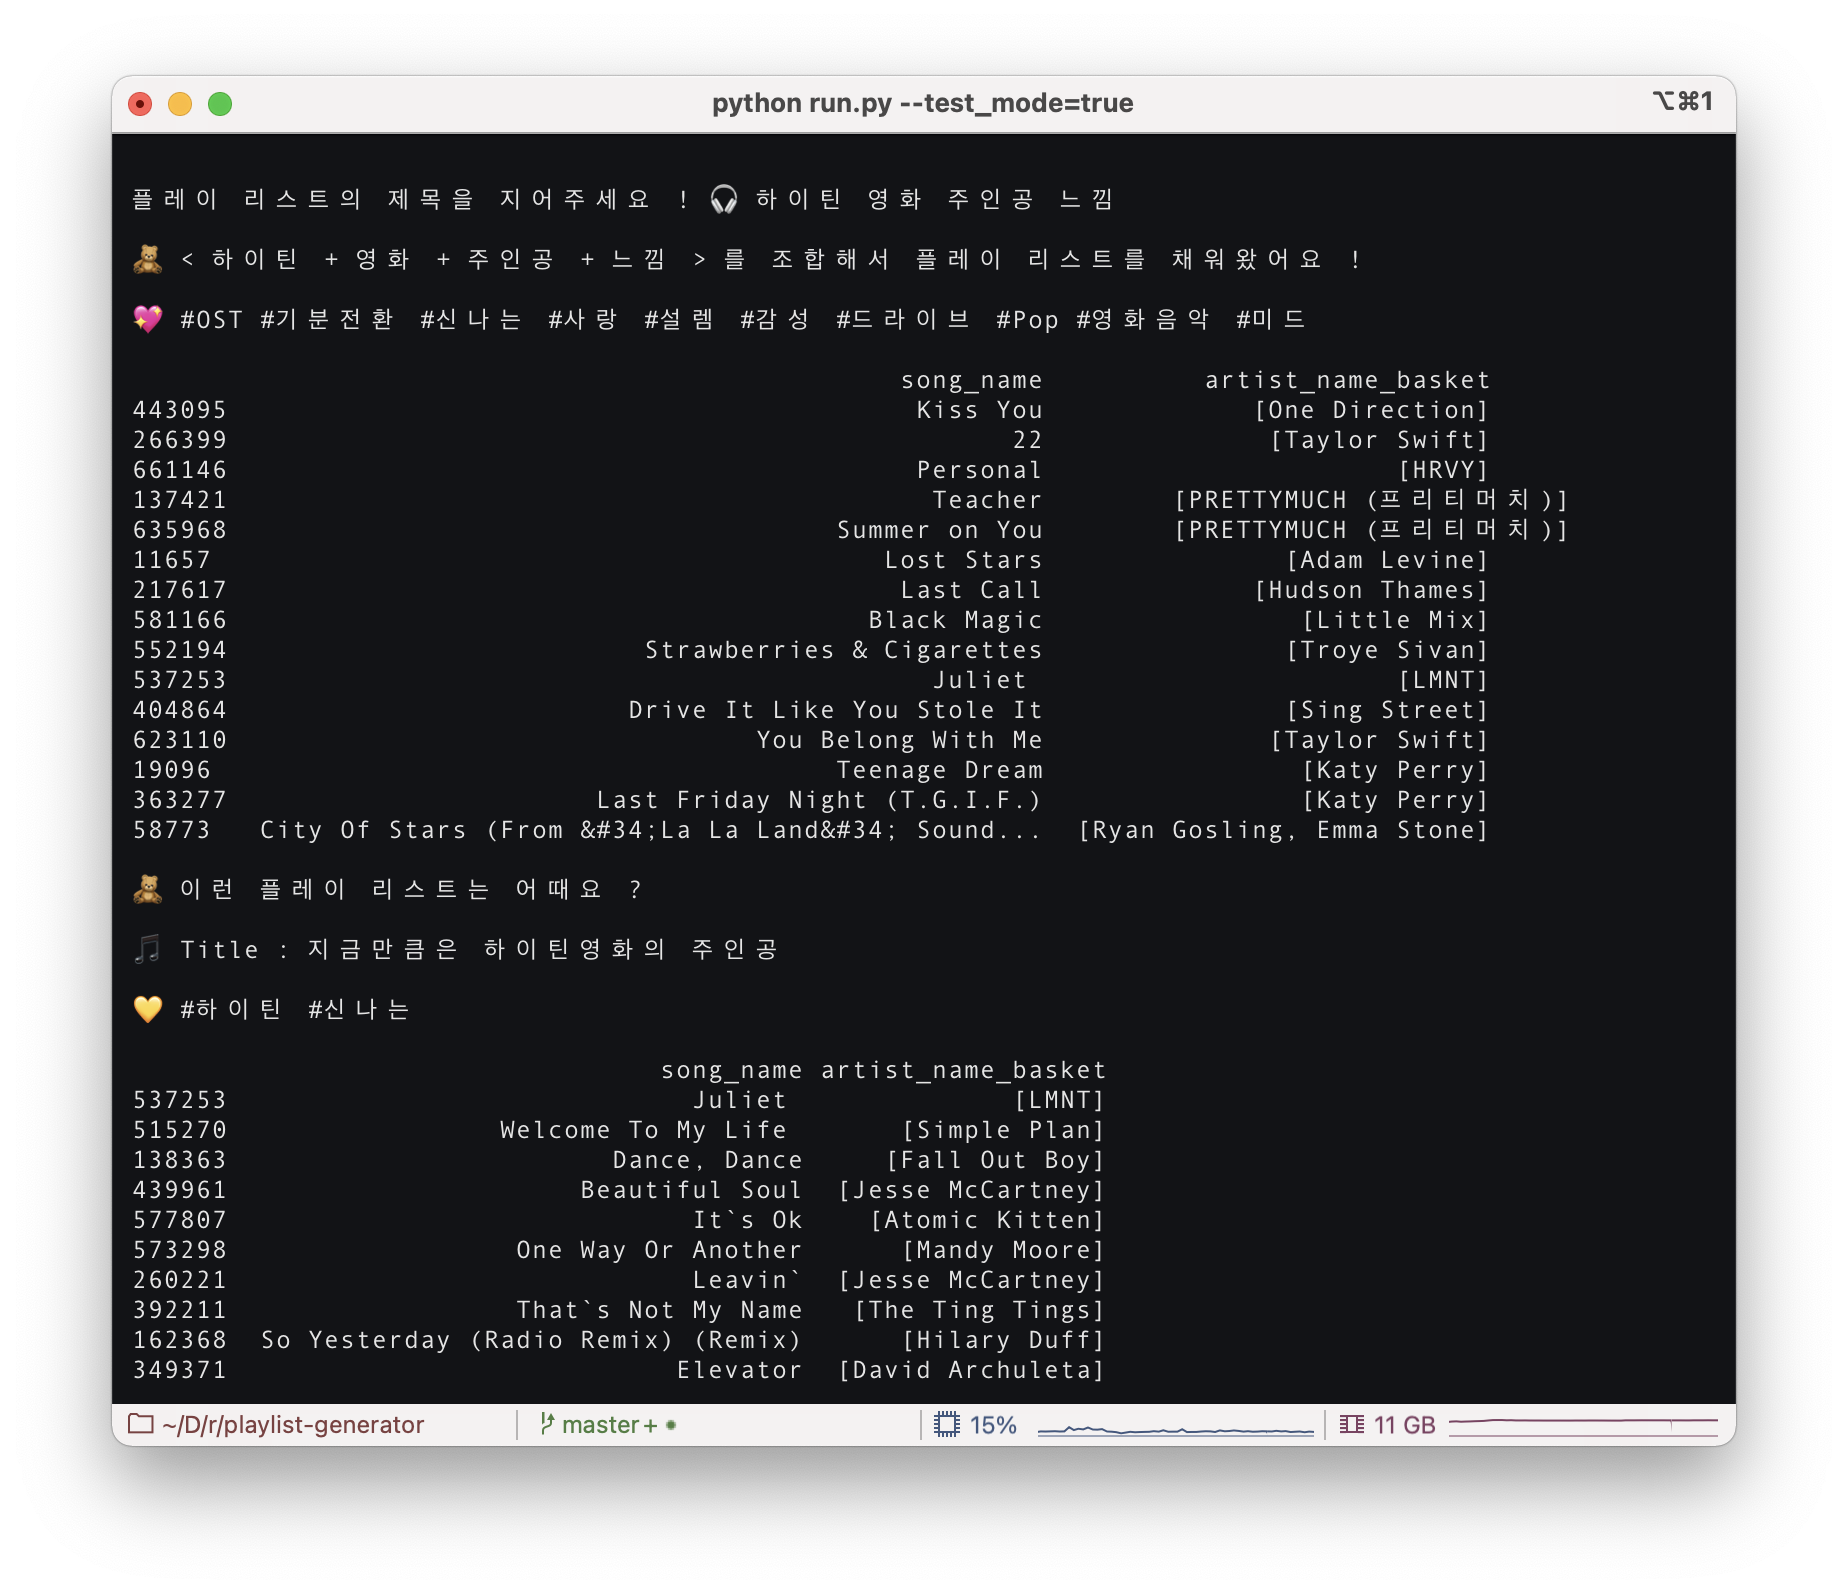 python run.py --test_mode=true ⌥⌘1
플레이 리스트의 제목을 지어주세요 ! 🎧 하이틴 영화 주인공 느낌
🧸 < 하이틴 + 영화 + 주인공 + 느낌 > 를 조합해서 플레이 리스트를 채워왔어요 !
💖 #OST #기분전환 #신나는 #사랑 #설렘 #감성 #드라이브 #Pop #영화음악 #미드
song_name artist_name_basket
443095 Kiss You [One Direction]
266399 22 [Taylor Swift]
661146 Personal [HRVY]
137421 Teacher [PRETTYMUCH (프리티머치)]
635968 Summer on You [PRETTYMUCH (프리티머치)]
11657 Lost Stars [Adam Levine]
217617 Last Call [Hudson Thames]
581166 Black Magic [Little Mix]
552194 Strawberries & Cigarettes [Troye Sivan]
537253 Juliet [LMNT]
404864 Drive It Like You Stole It [Sing Street]
623110 You Belong With Me [Taylor Swift]
19096 Teenage Dream [Katy Perry]
363277 Last Friday Night (T.G.I.F.) [Katy Perry]
58773 City Of Stars (From &#34;La La Land&#34; Sound... [Ryan Gosling, Emma Stone]
🧸 이런 플레이 리스트는 어때요 ?
🎵 Title : 지금만큼은 하이틴영화의 주인공
💛 #하이틴 #신나는
song_name artist_name_basket
537253 Juliet [LMNT]
515270 Welcome To My Life [Simple Plan]
138363 Dance, Dance [Fall Out Boy]
439961 Beautiful Soul [Jesse McCartney]
577807 It`s Ok [Atomic Kitten]
573298 One Way Or Another [Mandy Moore]
260221 Leavin` [Jesse McCartney]
392211 That`s Not My Name [The Ting Tings]
162368 So Yesterday (Radio Remix) (Remix) [Hilary Duff]
349371 Elevator [David Archuleta]
~/D/r/playlist-generator master+ ● 15% 11 GB